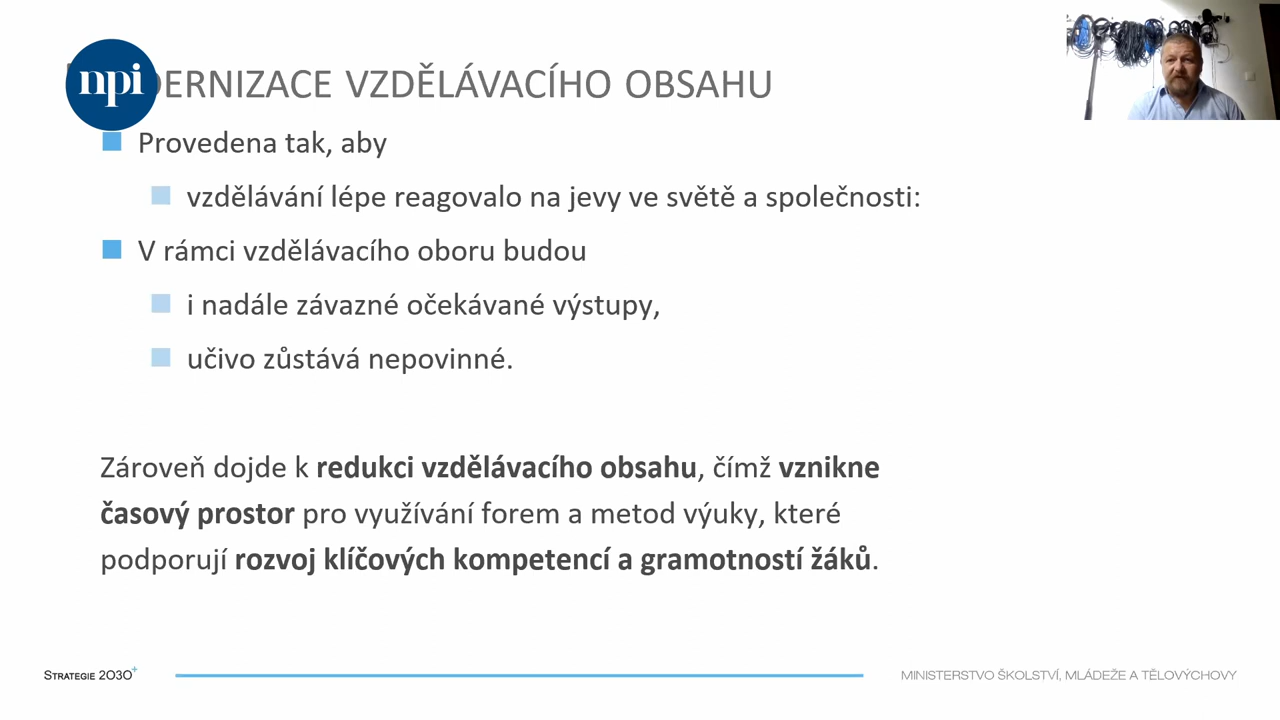 npi
DERNIZACE VZDĚLÁVACÍHO OBSAHU
Provedena tak, aby
vzdělávání lépe reagovalo na jevy ve světě a společnosti:
V rámci vzdělávacího oboru budou
i nadále závazné očekávané výstupy,
učivo zůstává nepovinné.
Zároveň dojde k redukci vzdělávacího obsahu, čímž vznikne
časový prostor pro využívání forem a metod výuky, které
podporují rozvoj klíčových kompetencí a gramotností žáků.
STRATEGIE 2030+
MINISTERSTVO ŠKOLSTVÍ, MLÁDEŽE A TĚLOVÝCHOVY